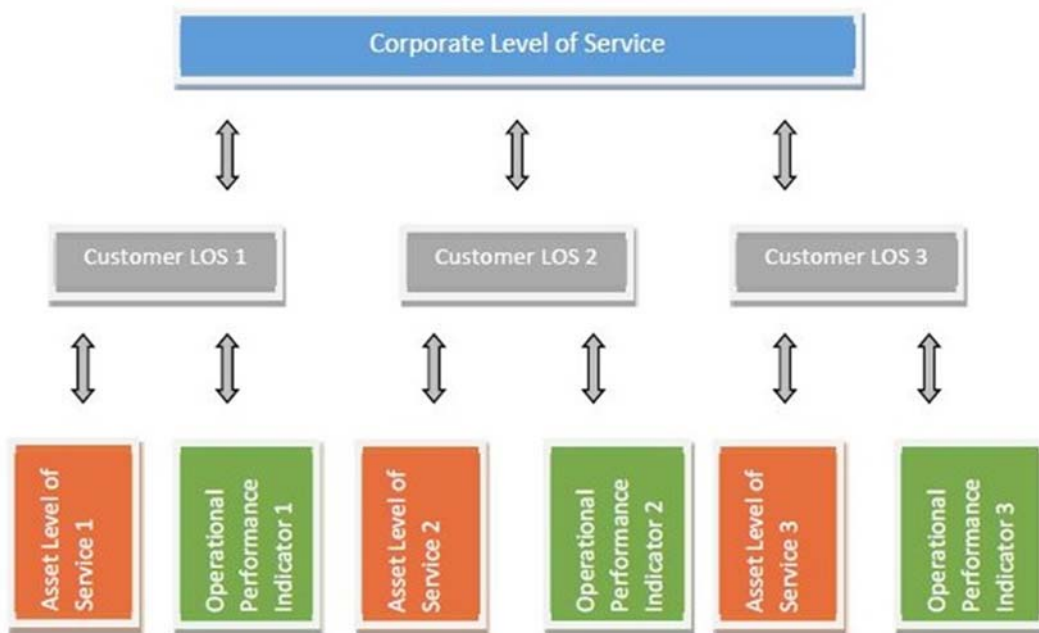 Corporate Level of Service
Customer LOS 1
Customer LOS 2
Customer LOS 3
Asset Level of
Service 1
Operational
Performance
Indicator 1
Asset Level of
Service 2
Operational
Performance
Indicator 2
Asset Level of
Service 3
Operational
Performance
Indicator 3